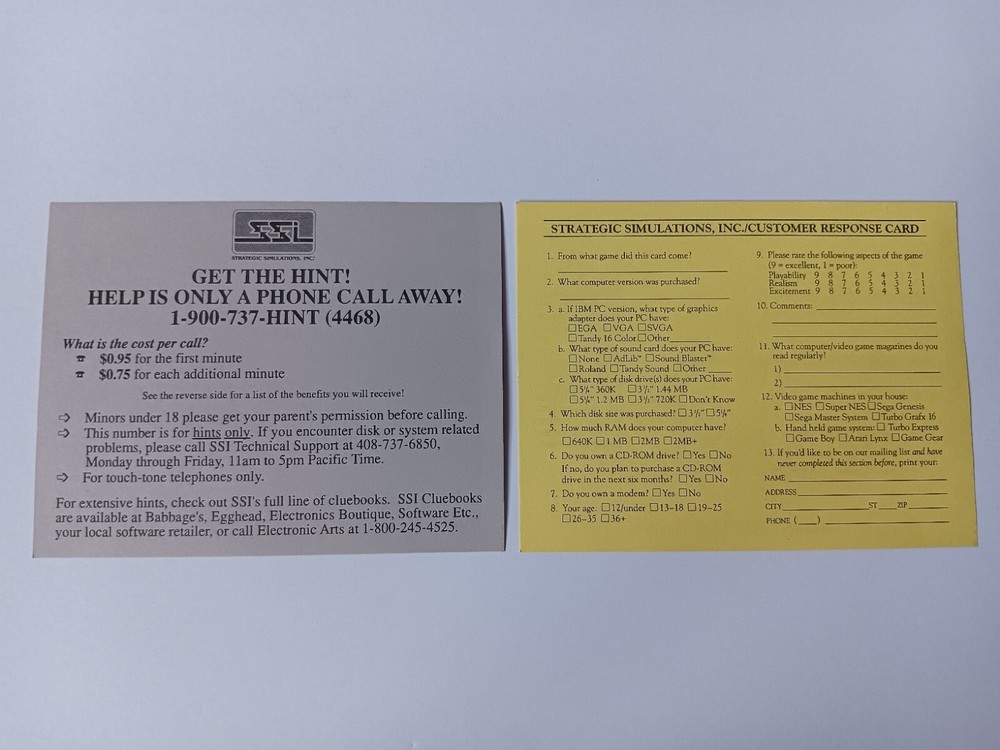 SSI
STRATEGIC SIMULATIONS, INC.
GET THE HINT!
HELP IS ONLY A PHONE CALL AWAY!
1-900-737-HINT (4468)
What is the cost per call?
☎ $0.95 for the first minute
☎ $0.75 for each additional minute
See the reverse side for a list of the benefits you will receive!
⇨ Minors under 18 please get your parent's permission before calling.
⇨ This number is for hints only. If you encounter disk or system related
problems, please call SSI Technical Support at 408-737-6850,
Monday through Friday, 11am to 5pm Pacific Time.
⇨ For touch-tone telephones only.
For extensive hints, check out SSI's full line of cluebooks. SSI Cluebooks
are available at Babbage's, Egghead, Electronics Boutique, Software Etc.,
your local software retailer, or call Electronic Arts at 1-800-245-4525.
STRATEGIC SIMULATIONS, INC./CUSTOMER RESPONSE CARD
1. From what game did this card come?
2. What computer version was purchased?
3. a. If IBM PC version, what type of graphics
adapter does your PC have:
☐EGA ☐VGA ☐SVGA
☐Tandy 16 Color ☐Other
b. What type of sound card does your PC have:
☐None ☐AdLib™ ☐Sound Blaster™
☐Roland ☐Tandy Sound ☐Other
c. What type of disk drive(s) does your PC have:
☐5¼" 360K ☐3½" 1.44 MB
☐5¼" 1.2 MB ☐3½" 720K ☐Don't Know
4. Which disk size was purchased? ☐3½" ☐5¼"
5. How much RAM does your computer have?
☐640K ☐1 MB ☐2MB ☐2MB+
6. Do you own a CD-ROM drive? ☐Yes ☐No
If no, do you plan to purchase a CD-ROM
drive in the next six months? ☐Yes ☐No
7. Do you own a modem? ☐Yes ☐No
8. Your age: ☐12/under ☐13-18 ☐19-25
☐26-35 ☐36+
9. Please rate the following aspects of the game
(9 = excellent, 1 = poor):
Playability 9 8 7 6 5 4 3 2 1
Realism 9 8 7 6 5 4 3 2 1
Excitement 9 8 7 6 5 4 3 2 1
10. Comments:
11. What computer/video game magazines do you
read regularly?
1)
2)
12. Video game machines in your house:
a. ☐NES ☐Super NES ☐Sega Genesis
☐Sega Master System ☐Turbo Grafx 16
b. Hand held game system: ☐Turbo Express
☐Game Boy ☐Atari Lynx ☐Game Gear
13. If you'd like to be on our mailing list and have
never completed this section before, print your:
NAME
ADDRESS
CITY ST ZIP
PHONE ( )